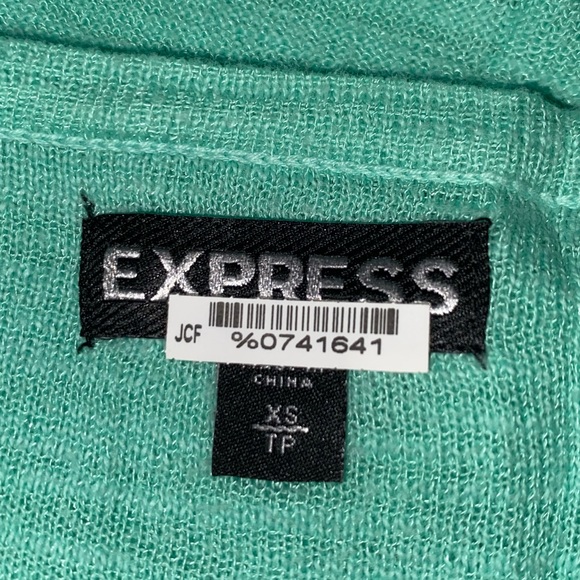 EXPRESS
JCF
%0741641
CHINA
XS
TP